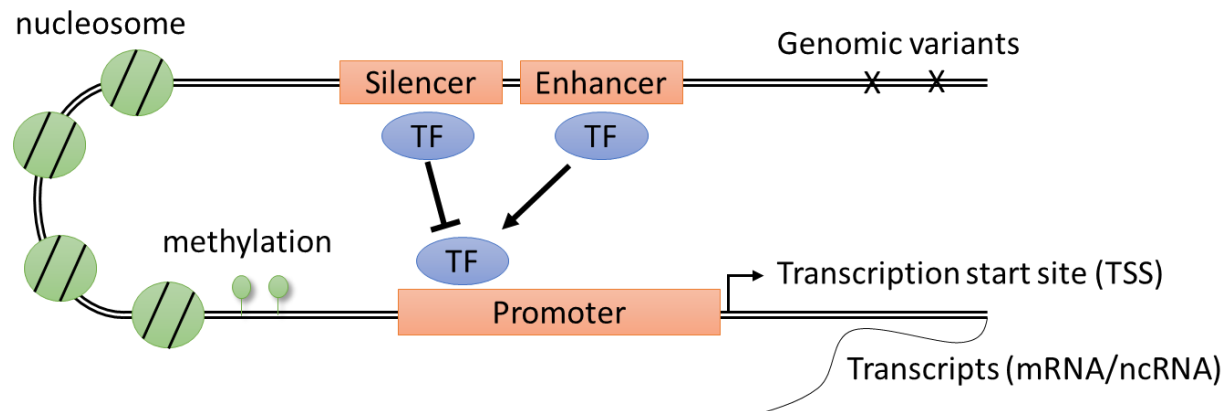 nucleosome
Genomic variants
Silencer
Enhancer
X
X
TF
TF
methylation
TF
Transcription start site (TSS)
Promoter
Transcripts (mRNA/ncRNA)